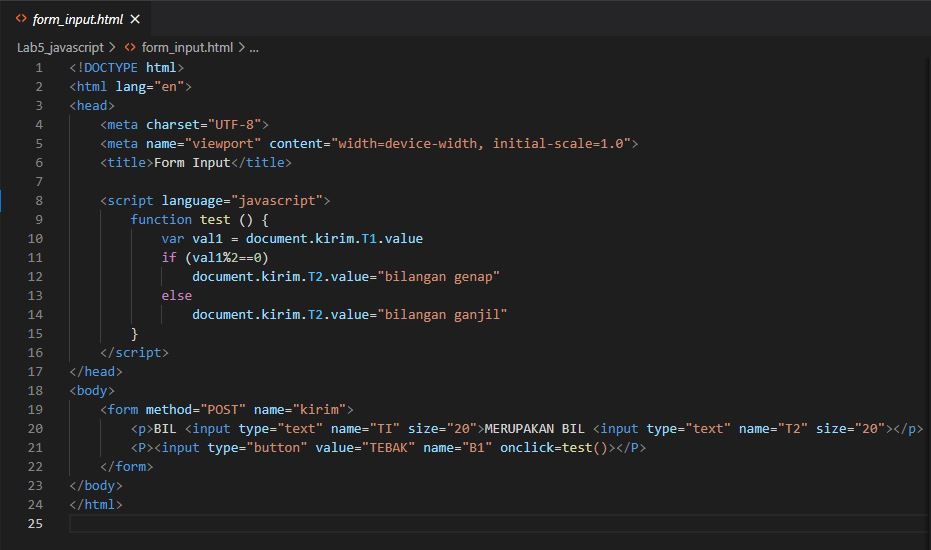 form_input.html
Lab5_javascript > form_input.html > ...
1 <!DOCTYPE html>
2 <html lang="en">
3 <head>
4     <meta charset="UTF-8">
5     <meta name="viewport" content="width=device-width, initial-scale=1.0">
6     <title>Form Input</title>
7
8     <script language="javascript">
9         function test () {
10             var val1 = document.kirim.T1.value
11             if (val1%2==0)
12                 document.kirim.T2.value="bilangan genap"
13             else
14                 document.kirim.T2.value="bilangan ganjil"
15         }
16     </script>
17 </head>
18 <body>
19     <form method="POST" name="kirim">
20         <p>BIL <input type="text" name="TI" size="20">MERUPAKAN BIL <input type="text" name="T2" size="20"></p>
21         <P><input type="button" value="TEBAK" name="B1" onclick=test()></P>
22     </form>
23 </body>
24 </html>
25